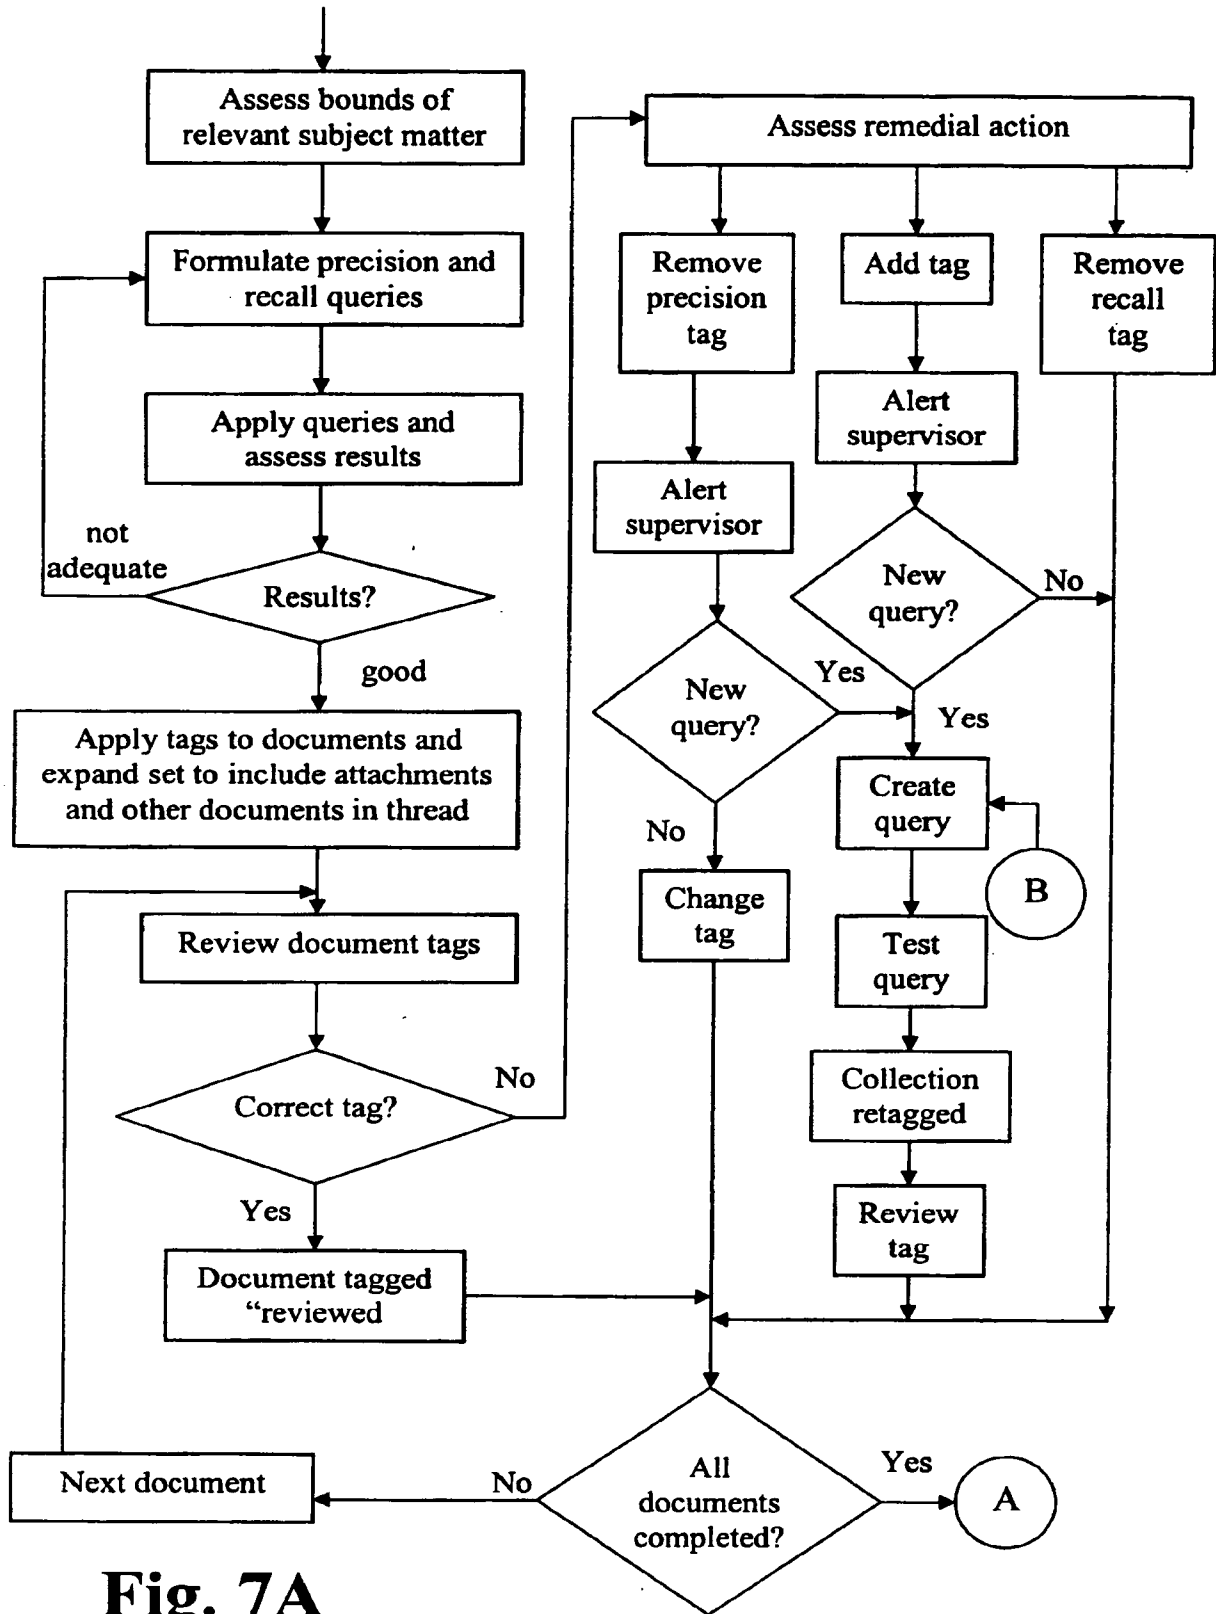 Assess bounds of
relevant subject matter
Formulate precision and
recall queries
Apply queries and
assess results
not
adequate
Results?
good
Apply tags to documents and
expand set to include attachments
and other documents in thread
Review document tags
Correct tag?
No
Yes
Document tagged
“reviewed
Next document
Assess remedial action
Remove
precision
tag
Alert
supervisor
New
query?
Yes
No
Change
tag
Add tag
Alert
supervisor
New
query?
No
Yes
Create
query
B
Test
query
Collection
retagged
Review
tag
Remove
recall
tag
All
documents
completed?
No
Yes
A
Fig. 7A